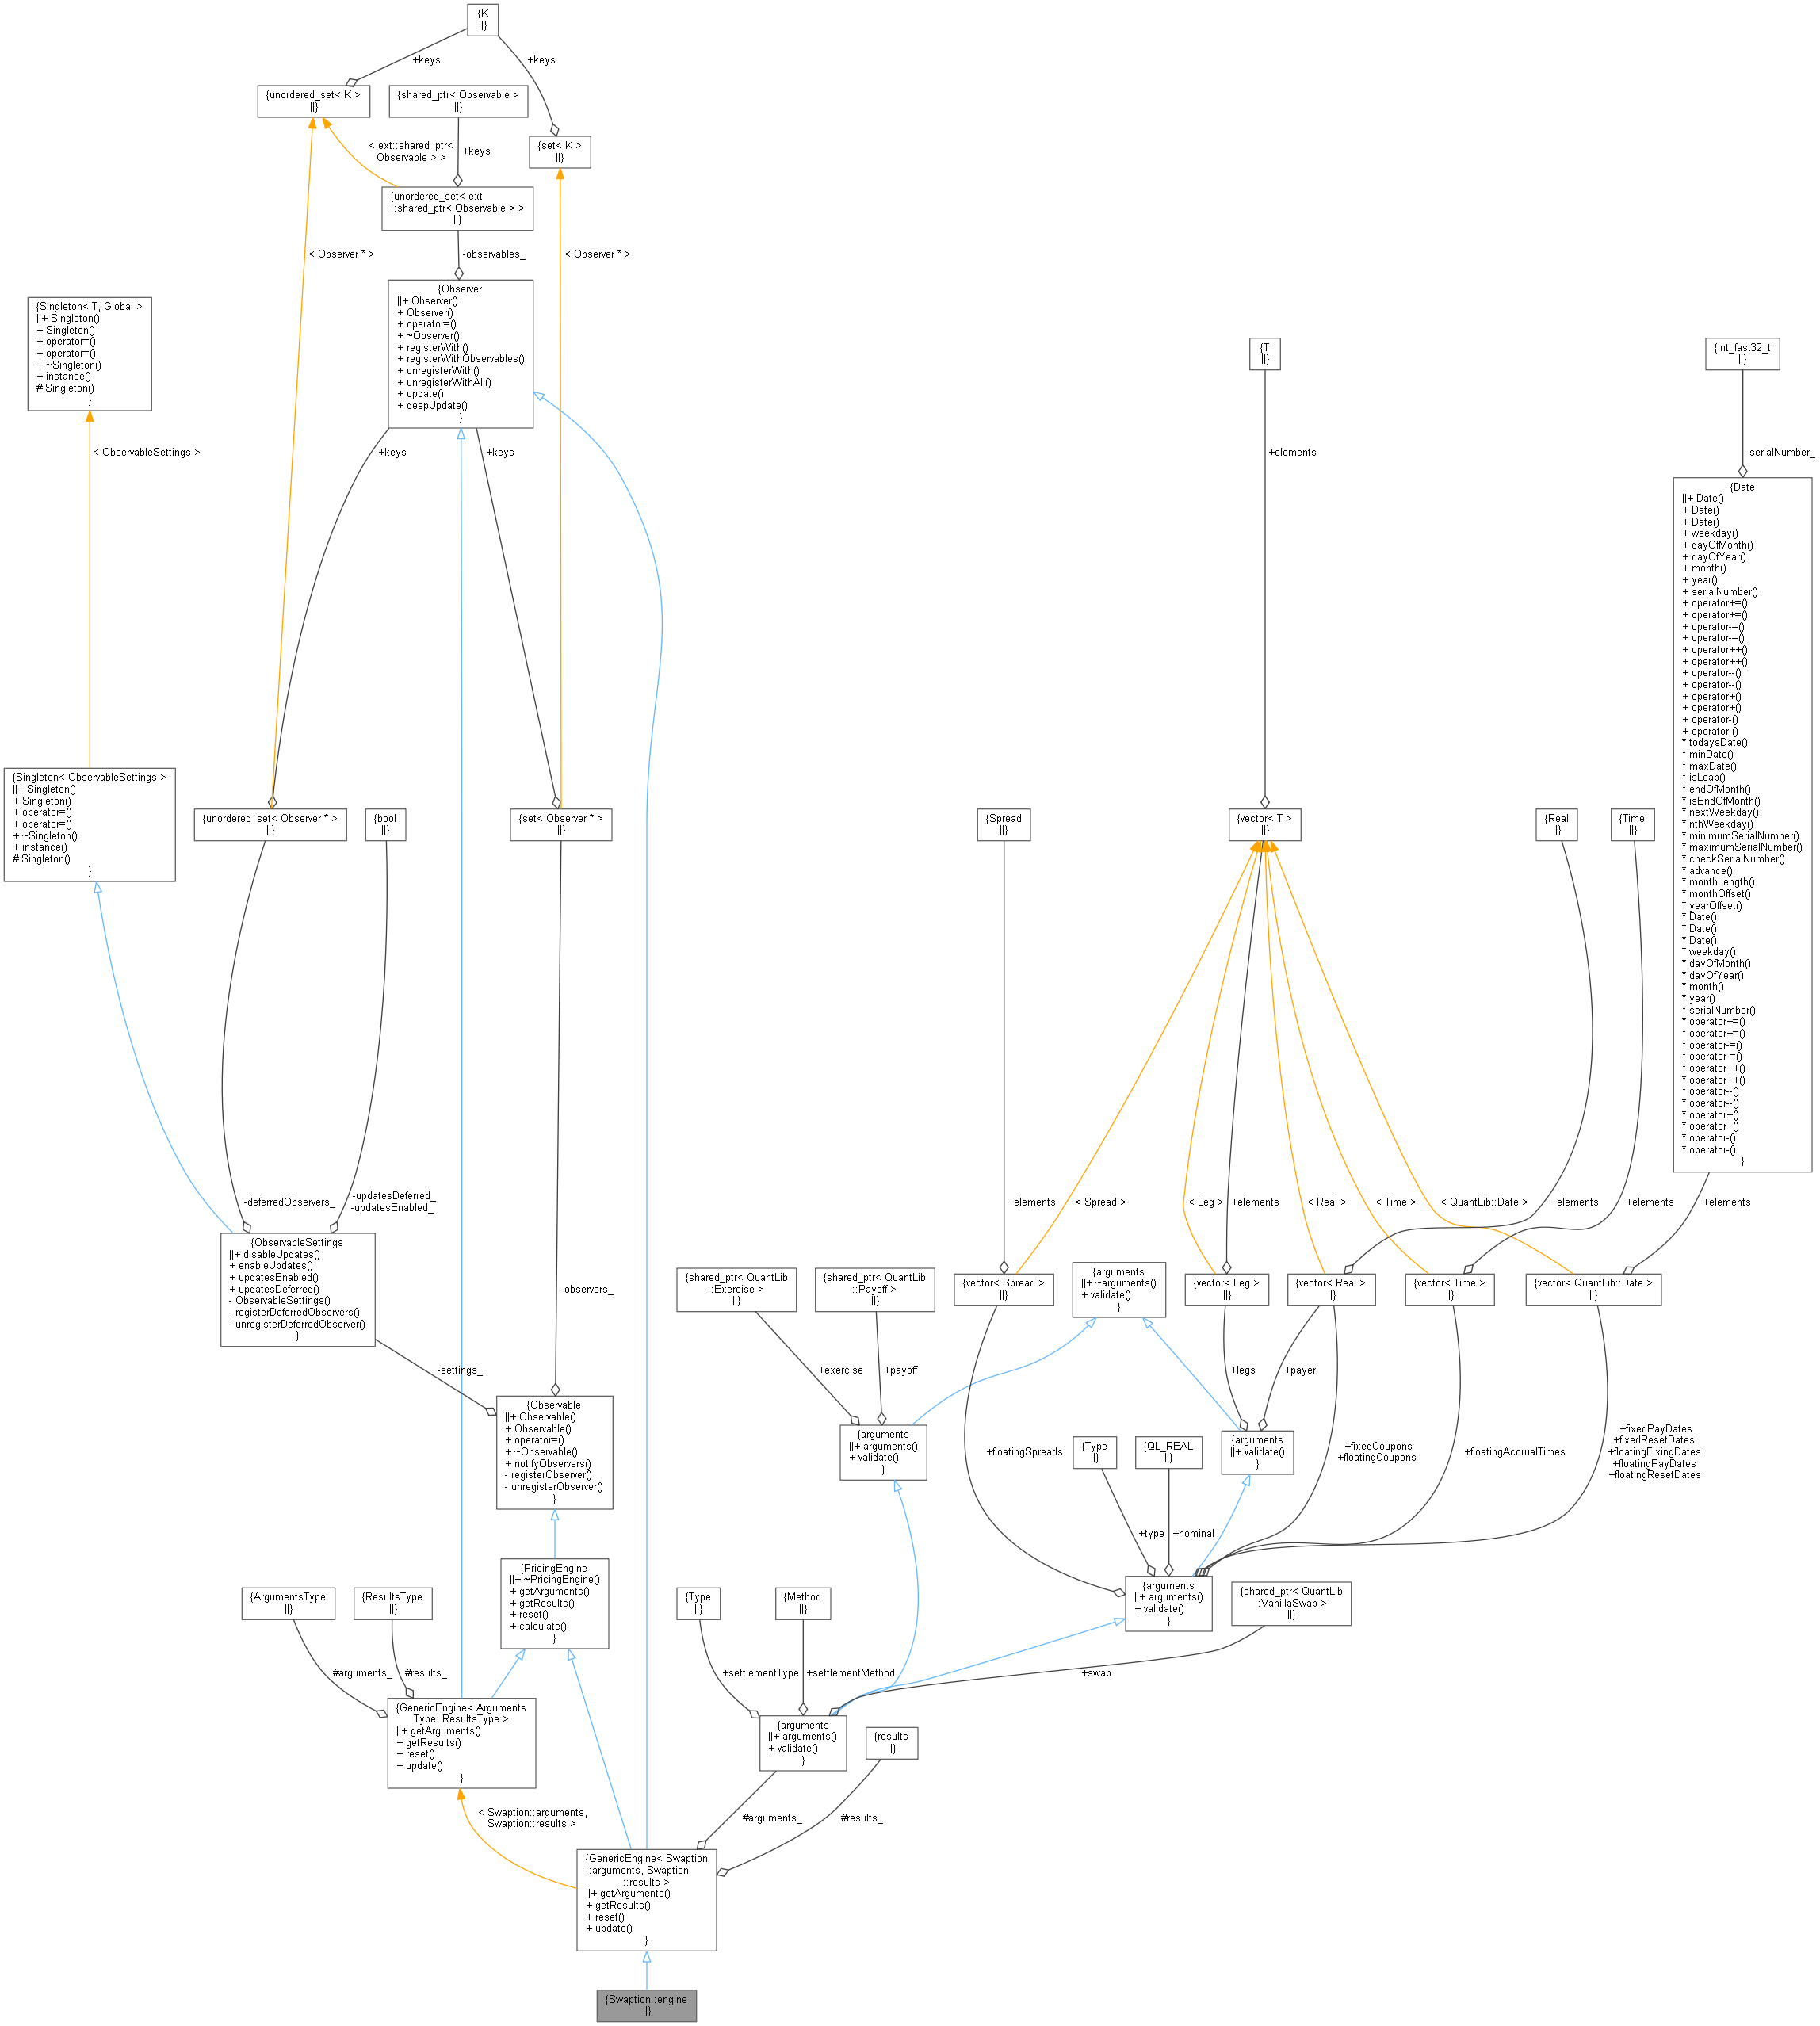 {K
||}
+keys
+keys
{unordered_set< K >
||}
{shared_ptr< Observable >
||}
{set< K >
||}
< ext::shared_ptr<
Observable > >
+keys
{unordered_set< ext
::shared_ptr< Observable > >
||}
< Observer * >
-observables_
< Observer * >
{Observer
||+ Observer()
+ Observer()
+ operator=()
+ ~Observer()
+ registerWith()
+ registerWithObservables()
+ unregisterWith()
+ unregisterWithAll()
+ update()
+ deepUpdate()
}
{Singleton< T, Global >
||+ Singleton()
+ Singleton()
+ operator=()
+ operator=()
+ ~Singleton()
+ instance()
# Singleton()
}
{T
||}
{int_fast32_t
||}
< ObservableSettings >
+keys
+keys
+elements
-serialNumber_
{Date
||+ Date()
+ Date()
+ Date()
+ weekday()
+ dayOfMonth()
+ dayOfYear()
+ month()
+ year()
+ serialNumber()
+ operator+=()
+ operator+=()
+ operator-=()
+ operator-=()
+ operator++()
+ operator++()
+ operator--()
+ operator--()
+ operator+()
+ operator+()
+ operator-()
+ operator-()
* todaysDate()
* minDate()
* maxDate()
* isLeap()
* endOfMonth()
* isEndOfMonth()
* nextWeekday()
* nthWeekday()
* minimumSerialNumber()
* maximumSerialNumber()
* checkSerialNumber()
* advance()
* monthLength()
* monthOffset()
* yearOffset()
* Date()
* Date()
* Date()
* weekday()
* dayOfMonth()
* dayOfYear()
* month()
* year()
* serialNumber()
* operator+=()
* operator+=()
* operator-=()
* operator-=()
* operator++()
* operator++()
* operator--()
* operator--()
* operator+()
* operator+()
* operator-()
* operator-()
}
{Singleton< ObservableSettings >
||+ Singleton()
+ Singleton()
+ operator=()
+ operator=()
+ ~Singleton()
+ instance()
# Singleton()
}
{unordered_set< Observer * >
||}
{bool
||}
{set< Observer * >
||}
{Spread
||}
{vector< T >
||}
{Real
||}
{Time
||}
-deferredObservers_
-updatesDeferred_
-updatesEnabled_
+elements
< Spread >
< Leg >
+elements
< Real >
< Time >
< QuantLib::Date >
+elements
+elements
+elements
{ObservableSettings
||+ disableUpdates()
+ enableUpdates()
+ updatesEnabled()
+ updatesDeferred()
- ObservableSettings()
- registerDeferredObservers()
- unregisterDeferredObserver()
}
-observers_
{shared_ptr< QuantLib
::Exercise >
||}
{shared_ptr< QuantLib
::Payoff >
||}
{vector< Spread >
||}
{arguments
||+ ~arguments()
+ validate()
}
{vector< Leg >
||}
{vector< Real >
||}
{vector< Time >
||}
{vector< QuantLib::Date >
||}
-settings_
+exercise
+payoff
+legs
+payer
{Observable
||+ Observable()
+ Observable()
+ operator=()
+ ~Observable()
+ notifyObservers()
- registerObserver()
- unregisterObserver()
}
{arguments
||+ arguments()
+ validate()
}
+floatingSpreads
{Type
||}
{QL_REAL
||}
{arguments
||+ validate()
}
+fixedCoupons
+floatingCoupons
+floatingAccrualTimes
+fixedPayDates
+fixedResetDates
+floatingFixingDates
+floatingPayDates
+floatingResetDates
+type
+nominal
{PricingEngine
||+ ~PricingEngine()
+ getArguments()
+ getResults()
+ reset()
+ calculate()
}
{arguments
||+ arguments()
+ validate()
}
{ArgumentsType
||}
{ResultsType
||}
{Type
||}
{Method
||}
{shared_ptr< QuantLib
::VanillaSwap >
||}
#arguments_
#results_
+settlementType
+settlementMethod
+swap
{GenericEngine< Arguments
Type, ResultsType >
||+ getArguments()
+ getResults()
+ reset()
+ update()
}
{arguments
||+ arguments()
+ validate()
}
{results
||}
< Swaption::arguments,
Swaption::results >
#arguments_
#results_
{GenericEngine< Swaption
::arguments, Swaption
::results >
||+ getArguments()
+ getResults()
+ reset()
+ update()
}
{Swaption::engine
||}